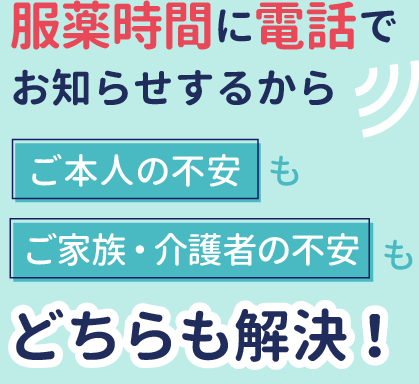 服薬時間に電話で
お知らせするから
ご本人の不安も
ご家族・介護者の不安も
どちらも解決！